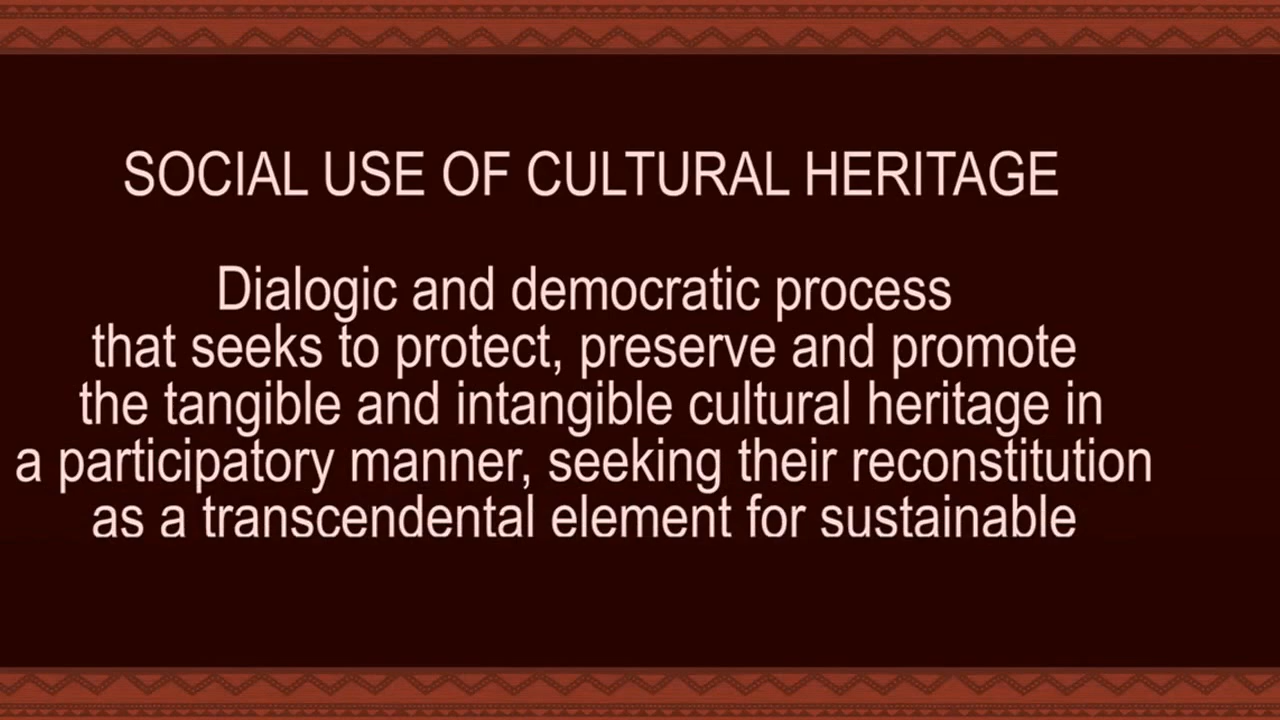 SOCIAL USE OF CULTURAL HERITAGE
Dialogic and democratic process
that seeks to protect, preserve and promote
the tangible and intangible cultural heritage in
a participatory manner, seeking their reconstitution
as a transcendental element for sustainable